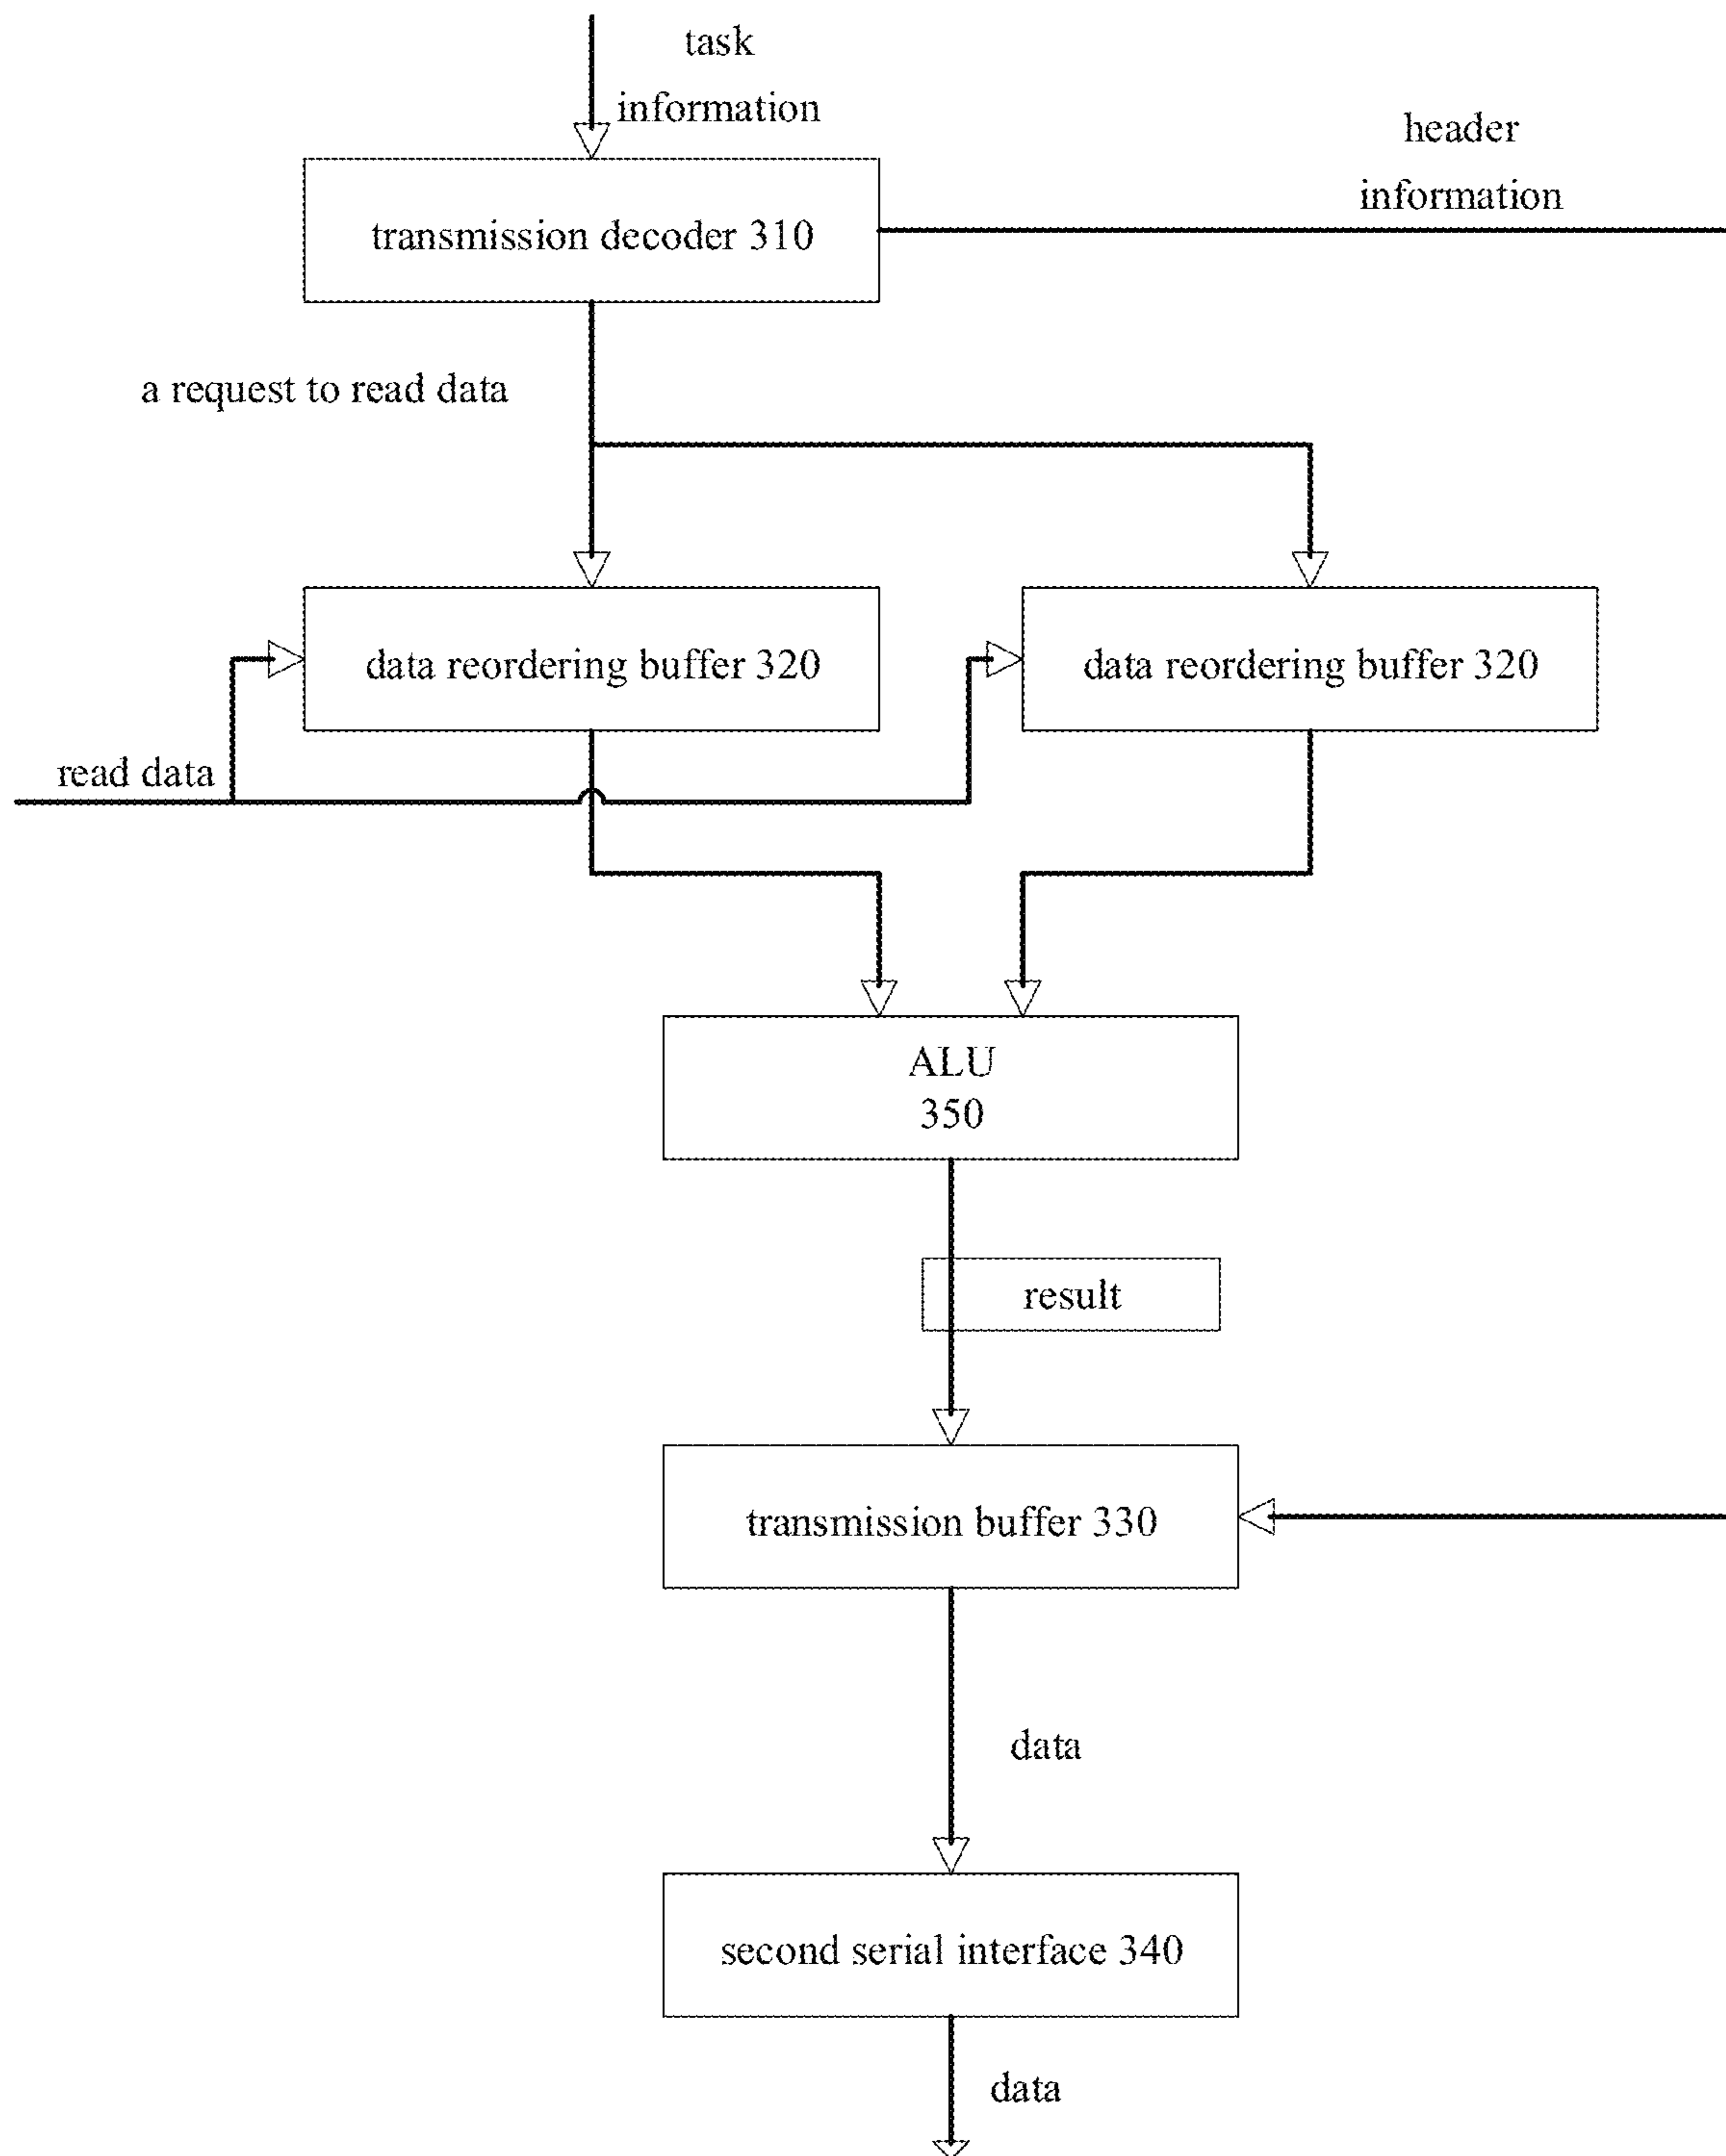 task
information
header
information
transmission decoder 310
a request to read data
data reordering buffer 320
data reordering buffer 320
read data
ALU
350
result
transmission buffer 330
data
second serial interface 340
data